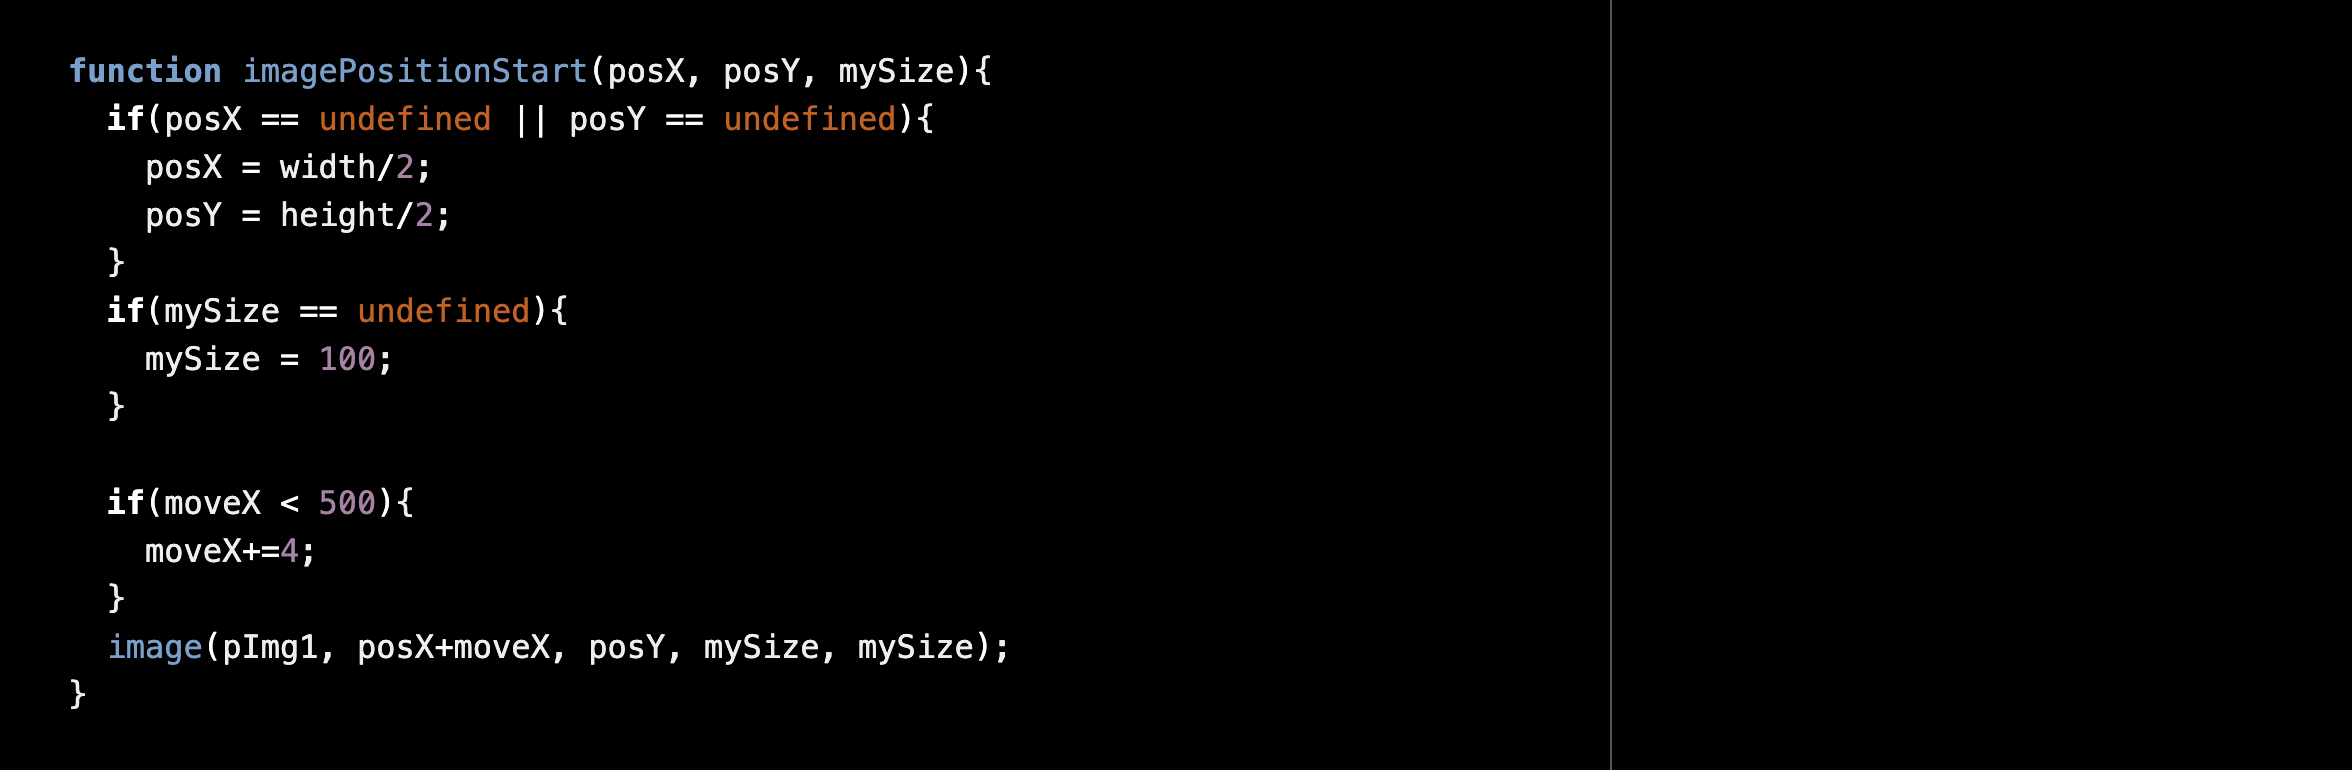 function imagePositionStart(posX, posY, mySize){
  if(posX == undefined || posY == undefined){
    posX = width/2;
    posY = height/2;
  }
  if(mySize == undefined){
    mySize = 100;
  }

  if(moveX < 500){
    moveX+=4;
  }
  image(pImg1, posX+moveX, posY, mySize, mySize);
}